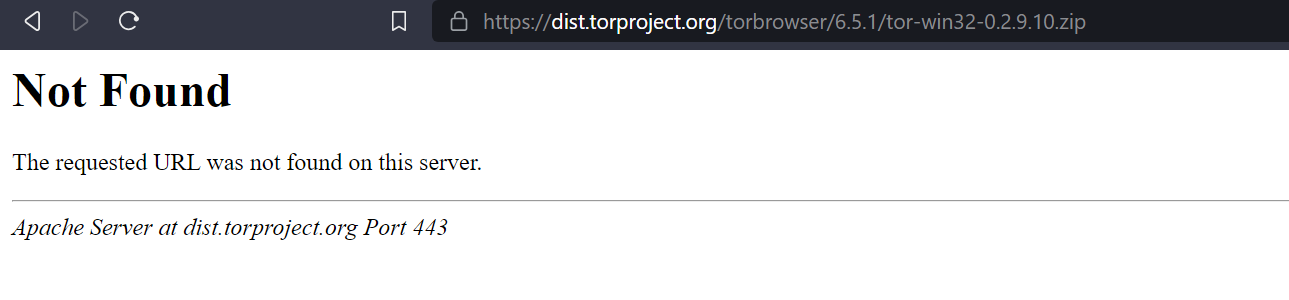 https://dist.torproject.org/torbrowser/6.5.1/tor-win32-0.2.9.10.zip
Not Found
The requested URL was not found on this server.
Apache Server at dist.torproject.org Port 443